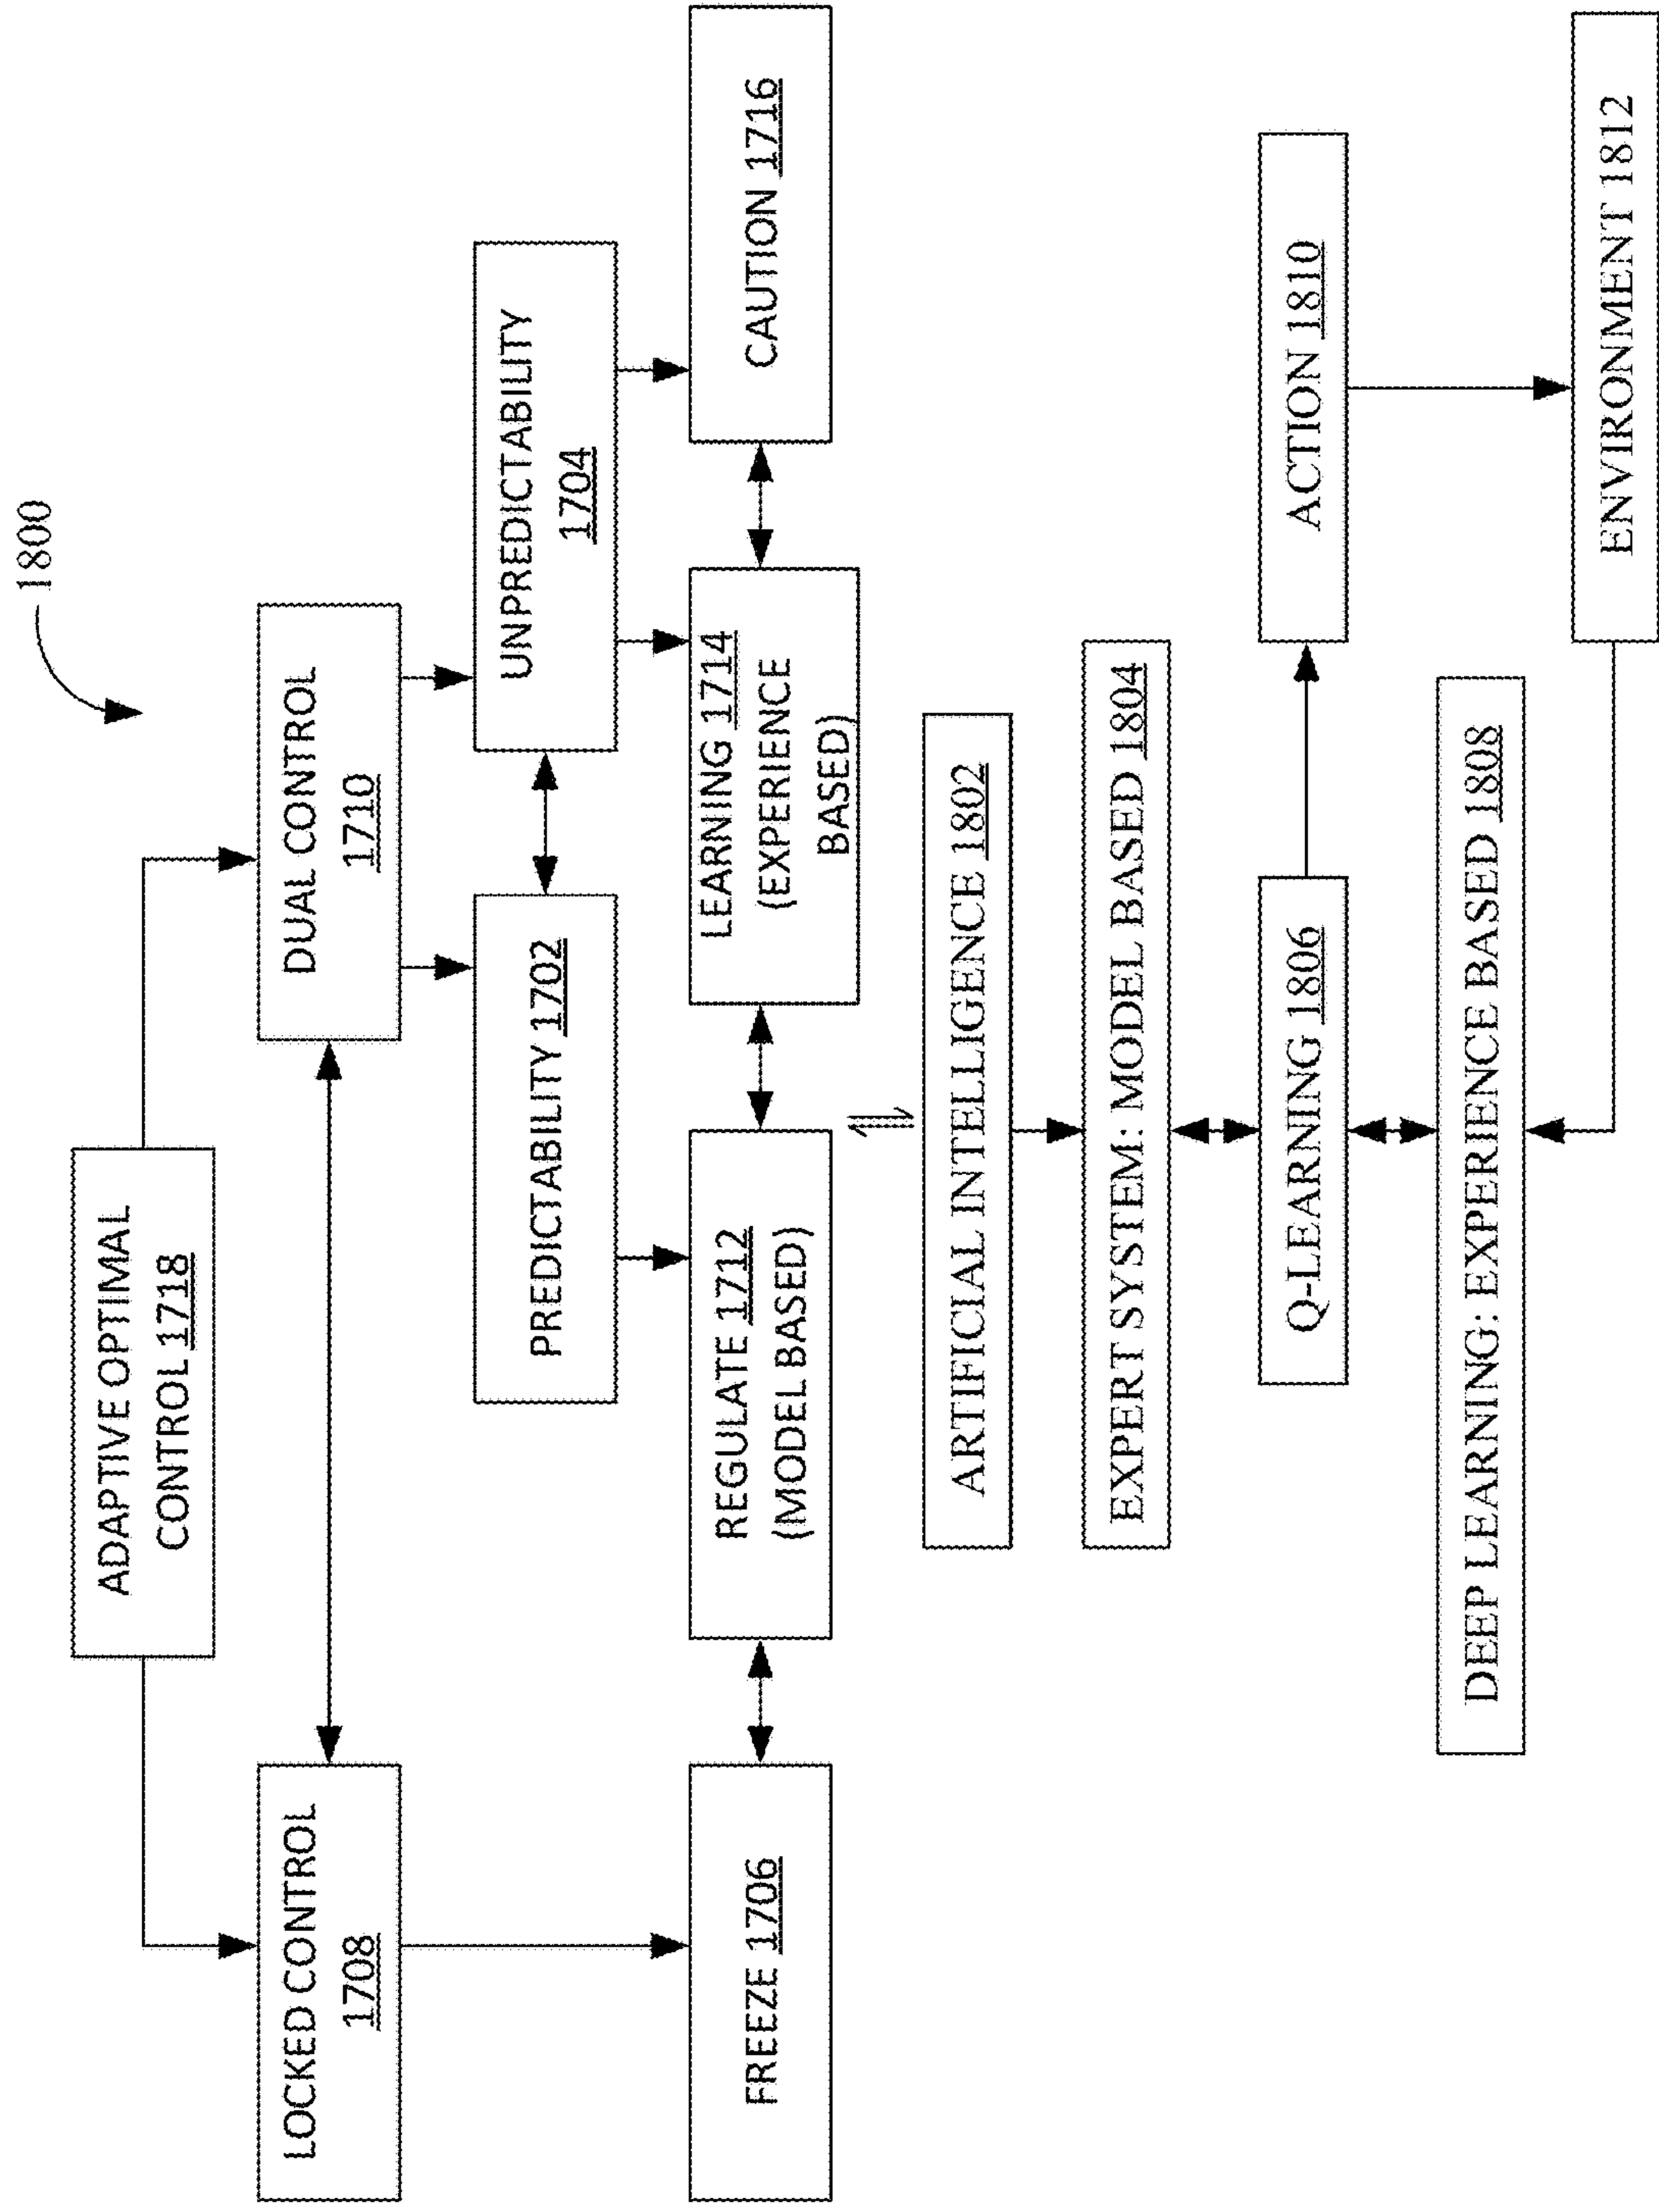 1800
ADAPTIVE OPTIMAL
CONTROL 1718
LOCKED CONTROL
1708
DUAL CONTROL
1710
PREDICTABILITY 1702
UNPREDICTABILITY
1704
FREEZE 1706
REGULATE 1712
(MODEL BASED)
LEARNING 1714
(EXPERIENCE
BASED)
CAUTION 1716
ARTIFICIAL INTELLIGENCE 1802
EXPERT SYSTEM: MODEL BASED 1804
Q-LEARNING 1806
ACTION 1810
DEEP LEARNING: EXPERIENCE BASED 1808
ENVIRONMENT 1812